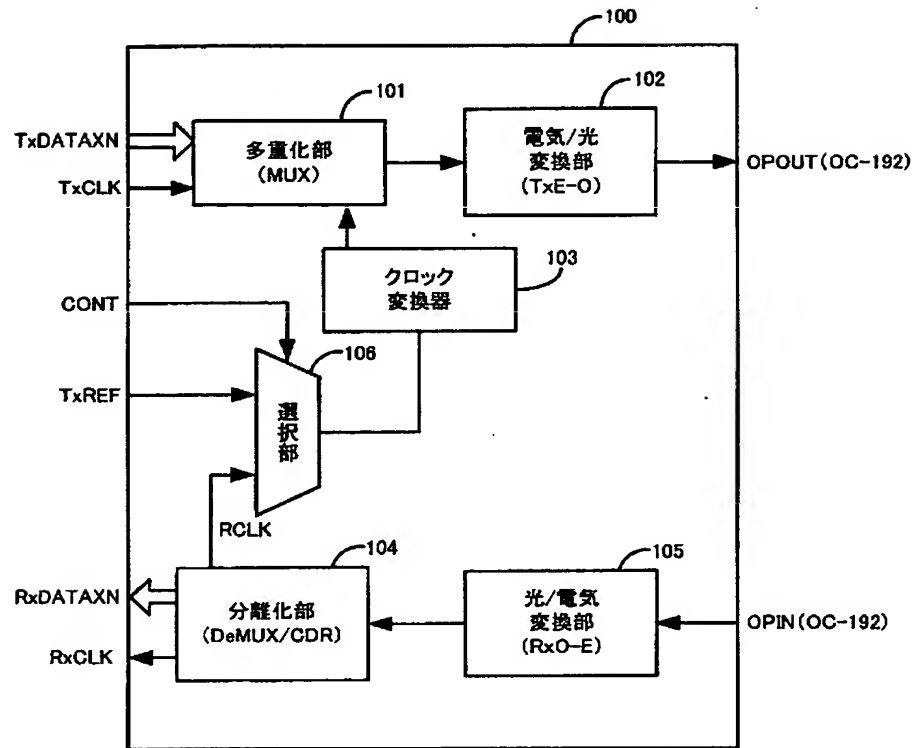 100
101
102
TxDATAXN
多重化部
(MUX)
電気/光
変換部
(TxE-O)
OPOUT(OC-192)
TxCLK
103
クロック
変換器
CONT
106
TxREF
選択部
RCLK
104
105
RxDATAXN
分離化部
(DeMUX/CDR)
光/電気
変換部
(RxO-E)
OPIN(OC-192)
RxCLK